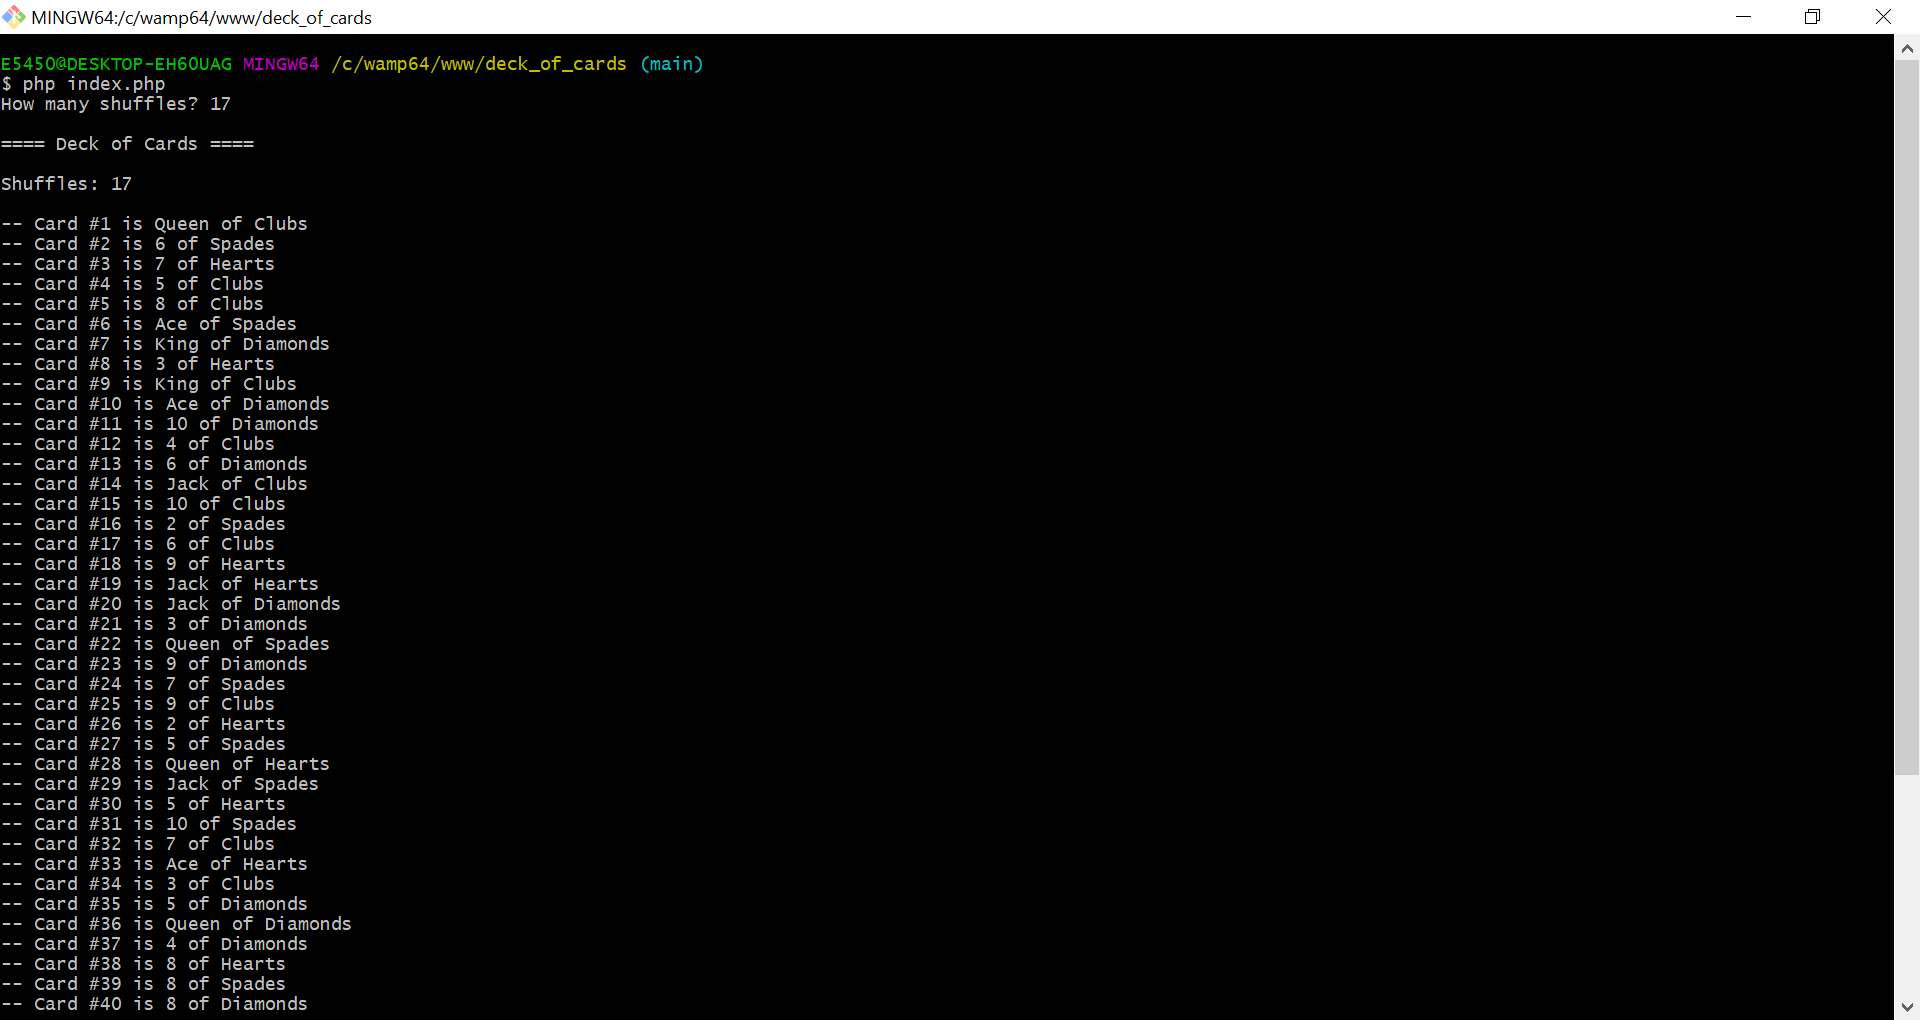 MINGW64:/c/wamp64/www/deck_of_cards
E5450@DESKTOP-EH6OUAG MINGW64 /c/wamp64/www/deck_of_cards (main)
$ php index.php
How many shuffles? 17
==== Deck of Cards ====
Shuffles: 17
-- Card #1 is Queen of Clubs
-- Card #2 is 6 of Spades
-- Card #3 is 7 of Hearts
-- Card #4 is 5 of Clubs
-- Card #5 is 8 of Clubs
-- Card #6 is Ace of Spades
-- Card #7 is King of Diamonds
-- Card #8 is 3 of Hearts
-- Card #9 is King of Clubs
-- Card #10 is Ace of Diamonds
-- Card #11 is 10 of Diamonds
-- Card #12 is 4 of Clubs
-- Card #13 is 6 of Diamonds
-- Card #14 is Jack of Clubs
-- Card #15 is 10 of Clubs
-- Card #16 is 2 of Spades
-- Card #17 is 6 of Clubs
-- Card #18 is 9 of Hearts
-- Card #19 is Jack of Hearts
-- Card #20 is Jack of Diamonds
-- Card #21 is 3 of Diamonds
-- Card #22 is Queen of Spades
-- Card #23 is 9 of Diamonds
-- Card #24 is 7 of Spades
-- Card #25 is 9 of Clubs
-- Card #26 is 2 of Hearts
-- Card #27 is 5 of Spades
-- Card #28 is Queen of Hearts
-- Card #29 is Jack of Spades
-- Card #30 is 5 of Hearts
-- Card #31 is 10 of Spades
-- Card #32 is 7 of Clubs
-- Card #33 is Ace of Hearts
-- Card #34 is 3 of Clubs
-- Card #35 is 5 of Diamonds
-- Card #36 is Queen of Diamonds
-- Card #37 is 4 of Diamonds
-- Card #38 is 8 of Hearts
-- Card #39 is 8 of Spades
-- Card #40 is 8 of Diamonds